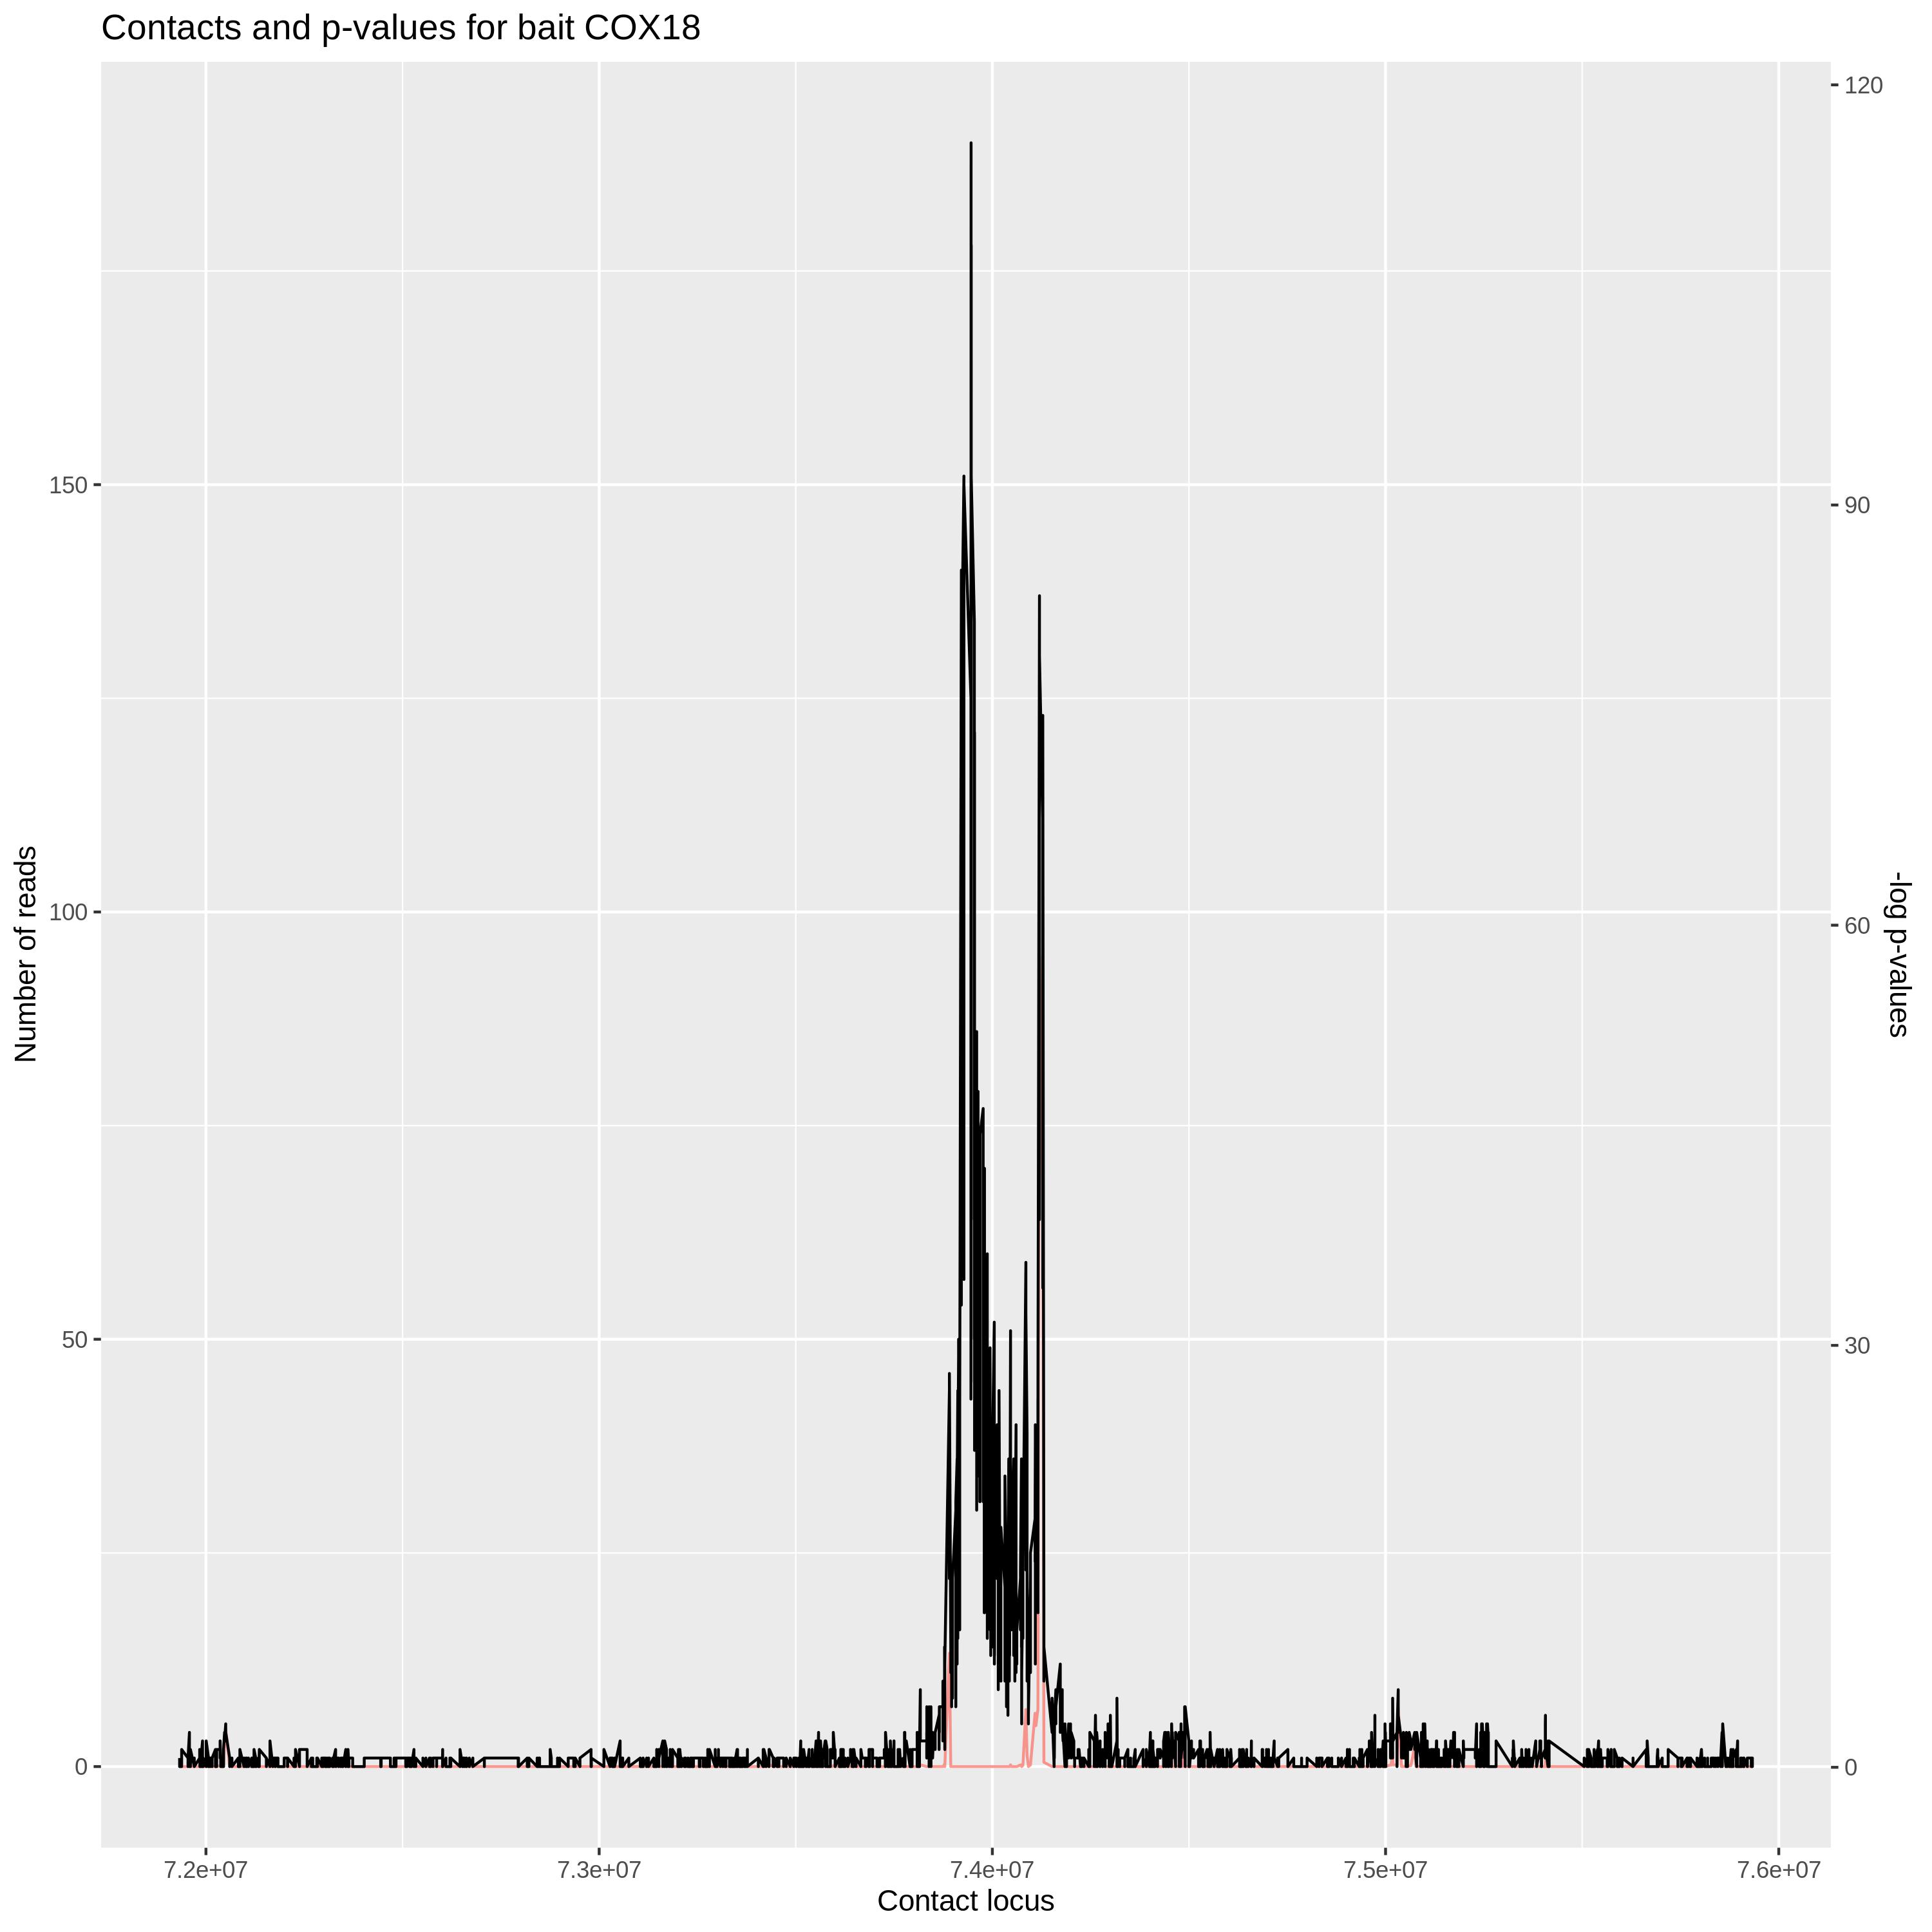 Contacts and p-values for bait COX18
120
150
90
100
60
50
30
0
0
Number of reads
-log p-values
7.2e+07 7.3e+07 7.4e+07 7.5e+07 7.6e+07
Contact locus